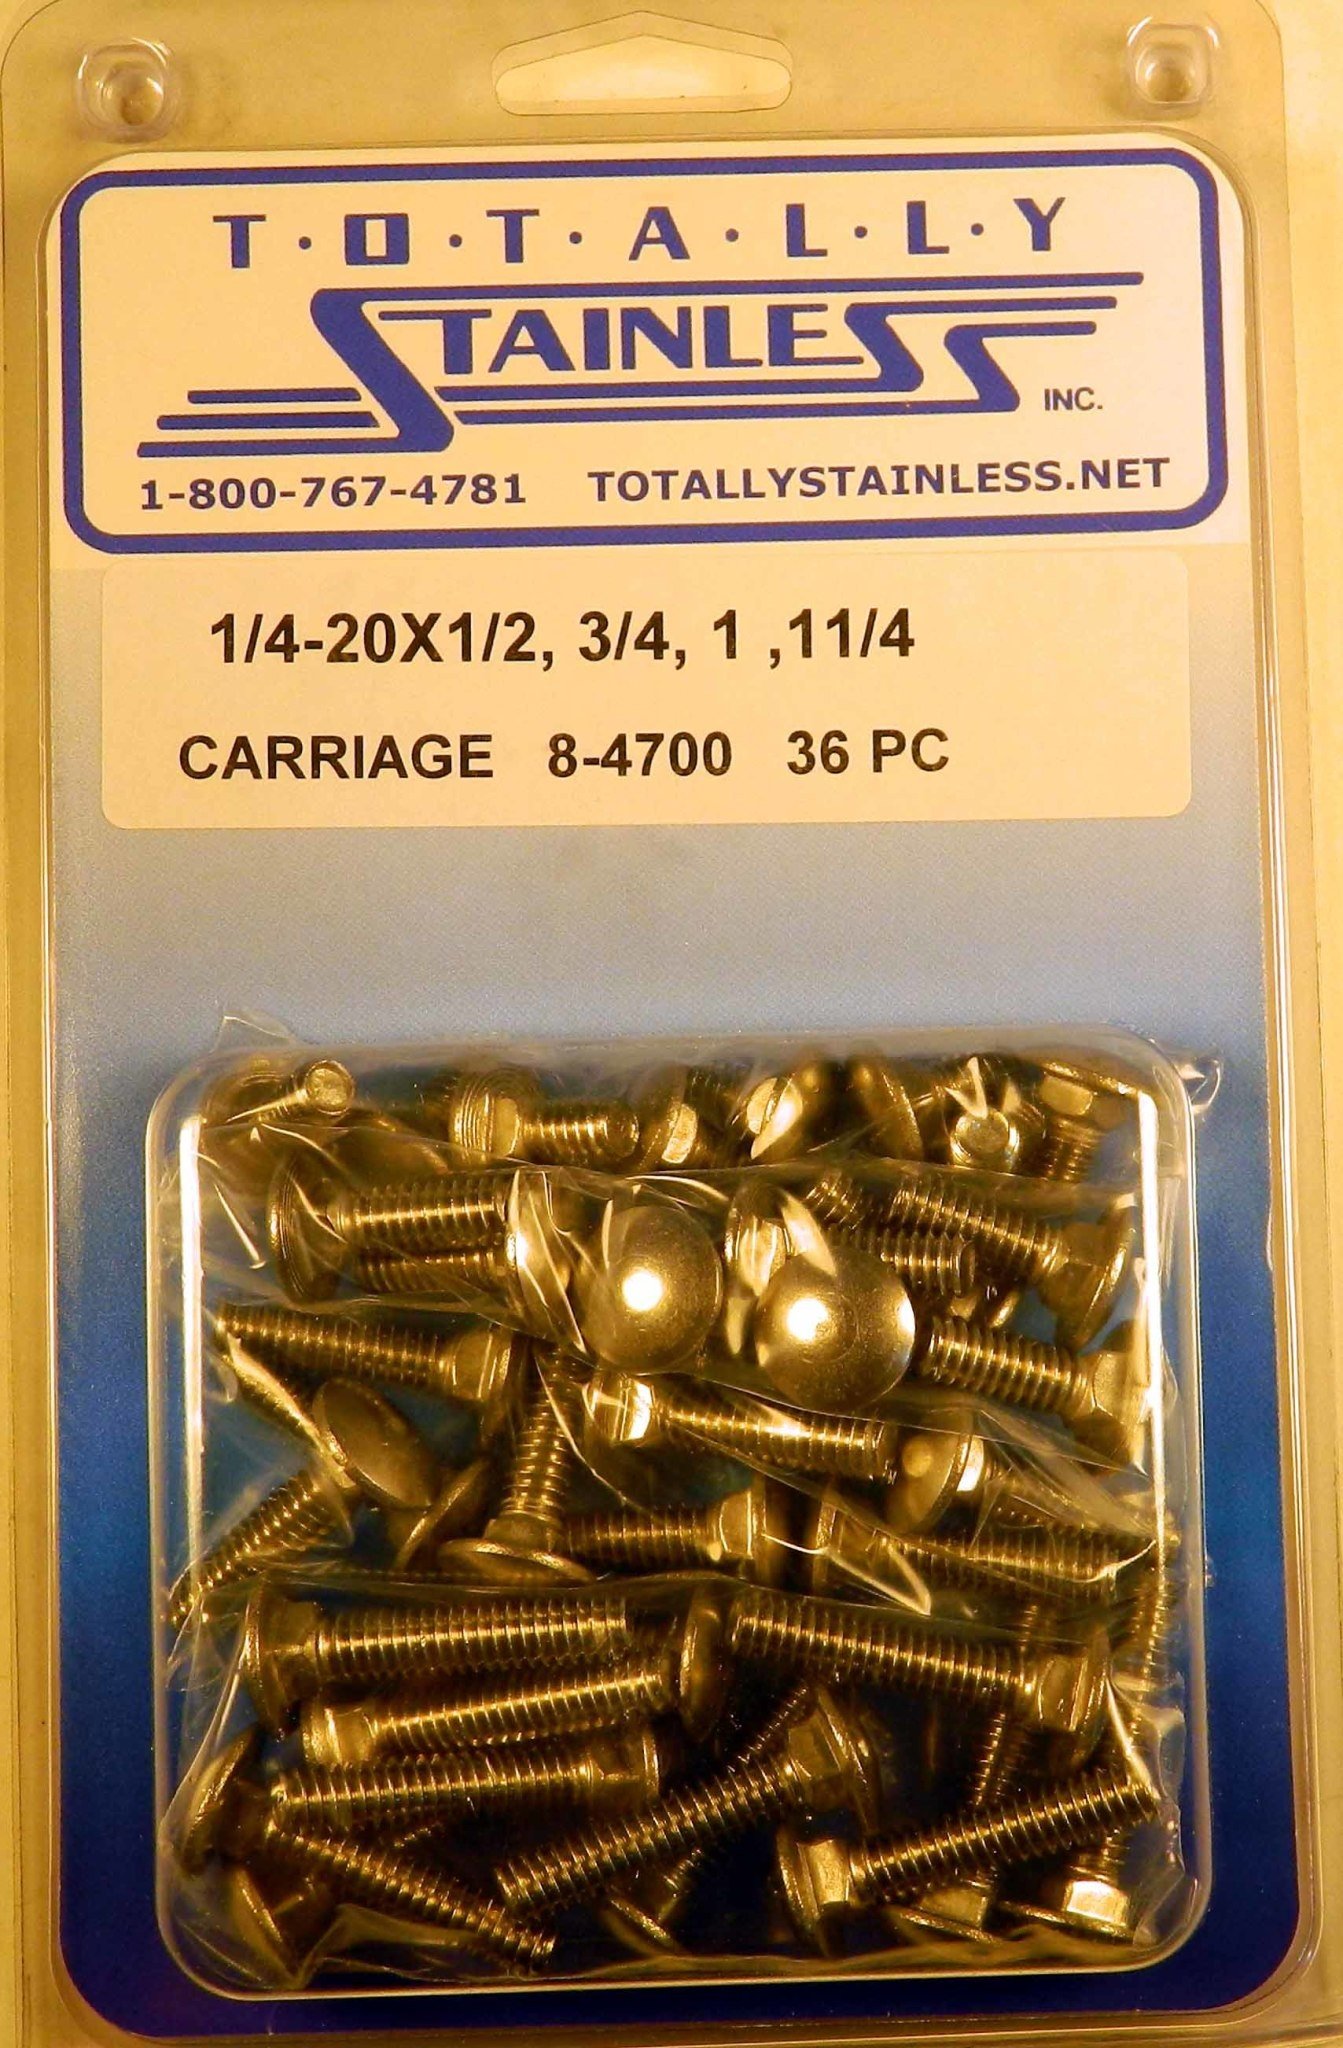 T·O·T·A·L·L·Y
STAINLESS INC.
1-800-767-4781 TOTALLYSTAINLESS.NET
1/4-20X1/2, 3/4, 1 ,11/4
CARRIAGE 8-4700 36 PC